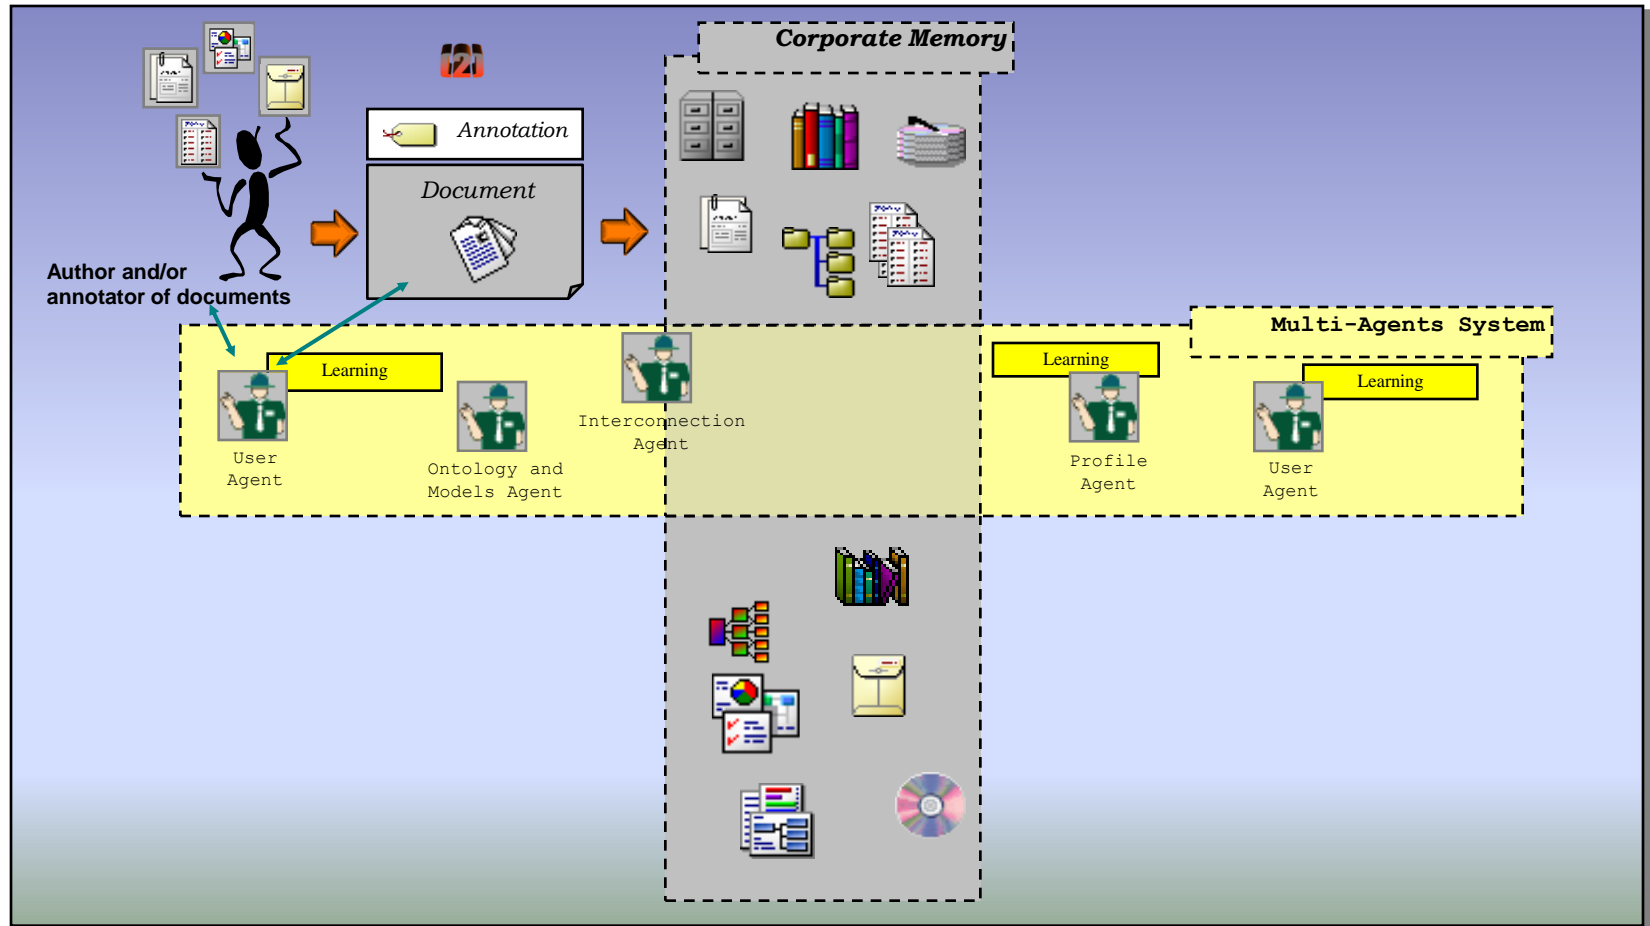 Corporate Memory
Annotation
Document
Author and/or
annotator of documents
Multi-Agents System
Learning
User
Agent
Ontology and
Models Agent
Interconnection
Agent
Learning
Profile
Agent
Learning
User
Agent